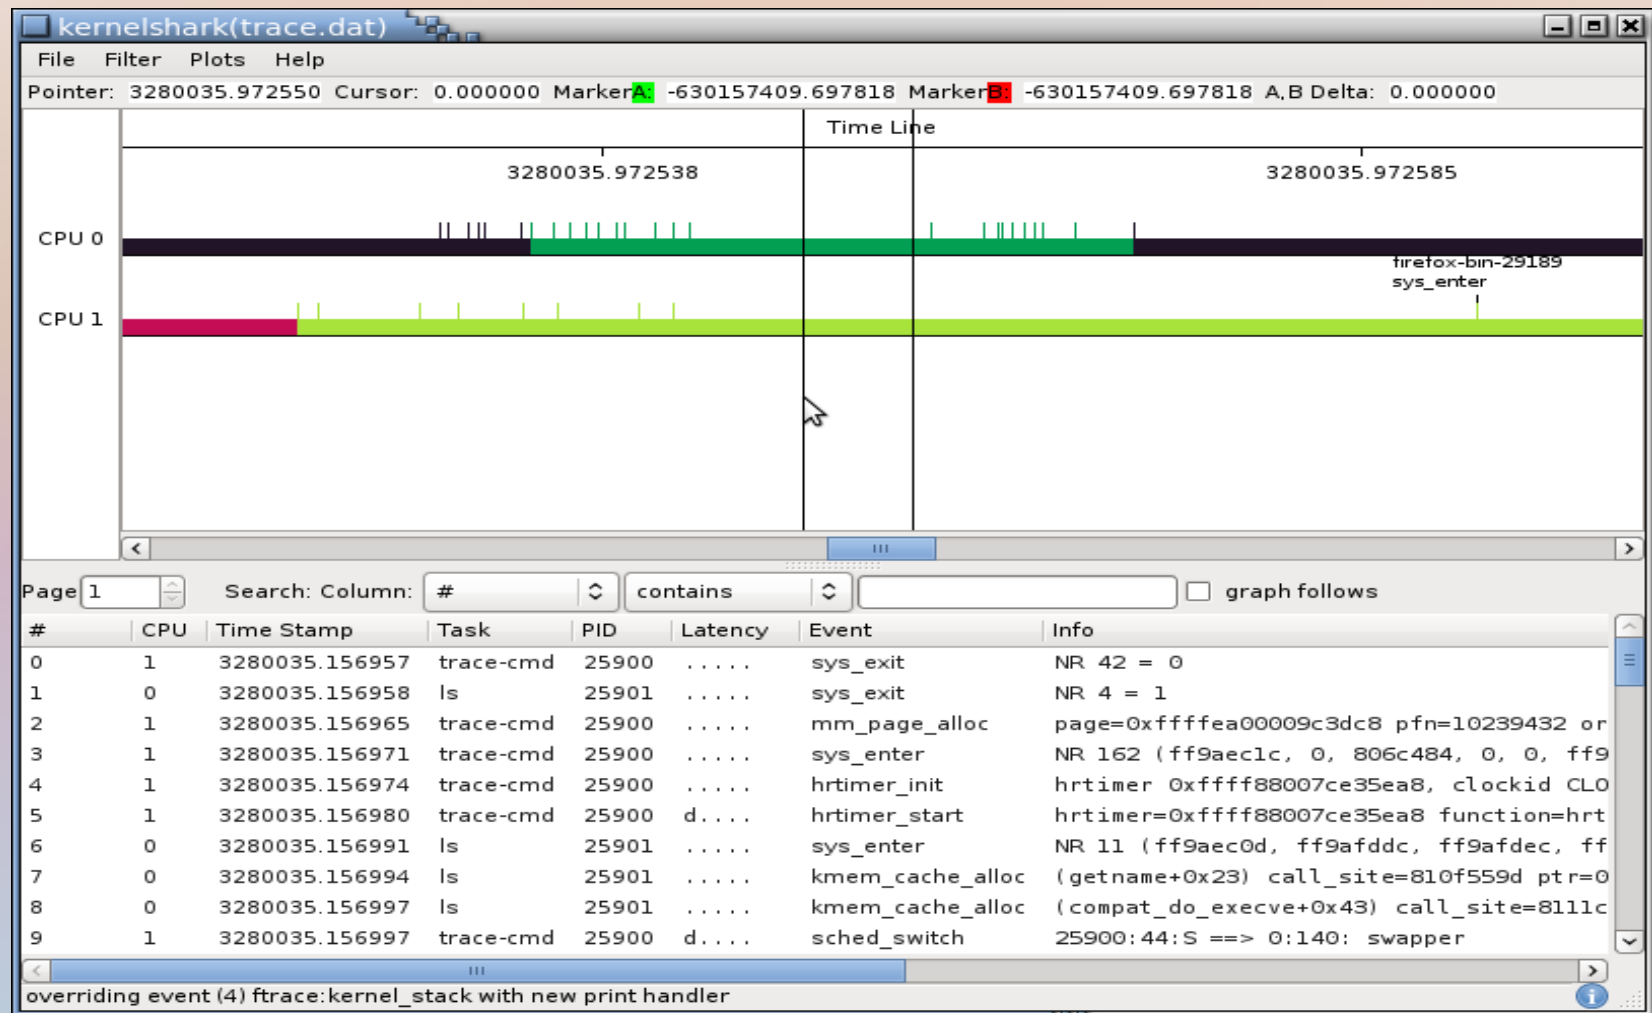 kernelshark(trace.dat)
File Filter Plots Help
Pointer: 3280035.972550 Cursor: 0.000000 MarkerA: -630157409.697818 MarkerB: -630157409.697818 A,B Delta: 0.000000
Time Line
3280035.972538 3280035.972585
CPU 0
firefox-bin-29189
sys_enter
CPU 1
Page 1 Search: Column: # contains graph follows
# CPU Time Stamp Task PID Latency Event Info
0 1 3280035.156957 trace-cmd 25900 ..... sys_exit NR 42 = 0
1 0 3280035.156958 ls 25901 ..... sys_exit NR 4 = 1
2 1 3280035.156965 trace-cmd 25900 ..... mm_page_alloc page=0xffffea00009c3dc8 pfn=10239432 or
3 1 3280035.156971 trace-cmd 25900 ..... sys_enter NR 162 (ff9aec1c, 0, 806c484, 0, 0, ff9
4 1 3280035.156974 trace-cmd 25900 ..... hrtimer_init hrtimer 0xffff88007ce35ea8, clockid CLO
5 1 3280035.156980 trace-cmd 25900 d.... hrtimer_start hrtimer=0xffff88007ce35ea8 function=hrt
6 0 3280035.156991 ls 25901 ..... sys_enter NR 11 (ff9aec0d, ff9afddc, ff9afdec, ff
7 0 3280035.156994 ls 25901 ..... kmem_cache_alloc (getname+0x23) call_site=810f559d ptr=0
8 0 3280035.156997 ls 25901 ..... kmem_cache_alloc (compat_do_execve+0x43) call_site=8111c
9 1 3280035.156997 trace-cmd 25900 d.... sched_switch 25900:44:S ==> 0:140: swapper
overriding event (4) ftrace:kernel_stack with new print handler